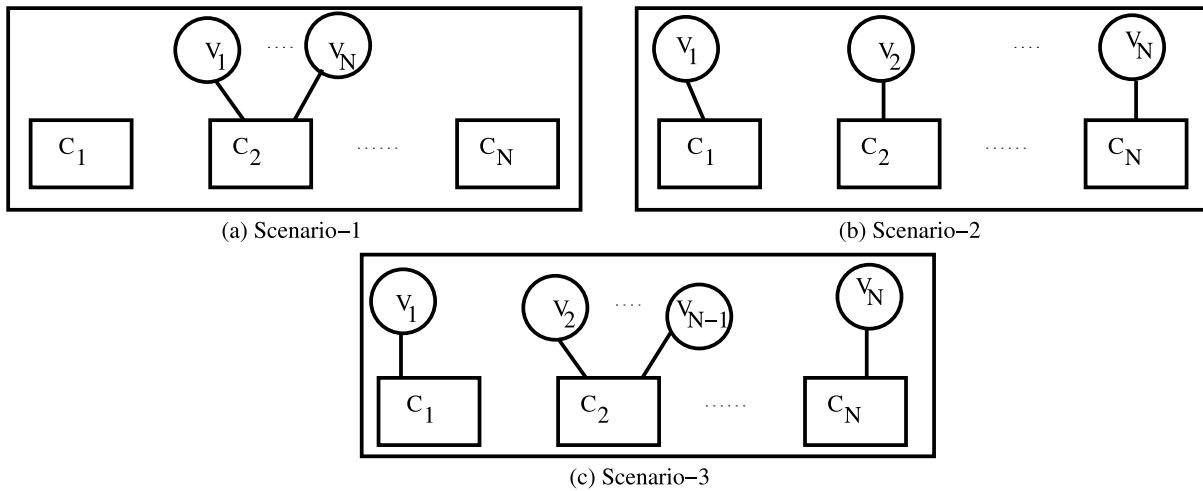 V1 .... VN
C1 C2 ...... CN
(a) Scenario−1
V1 V2 .... VN
C1 C2 ...... CN
(b) Scenario−2
V1 V2 .... VN−1 VN
C1 C2 ...... CN
(c) Scenario−3